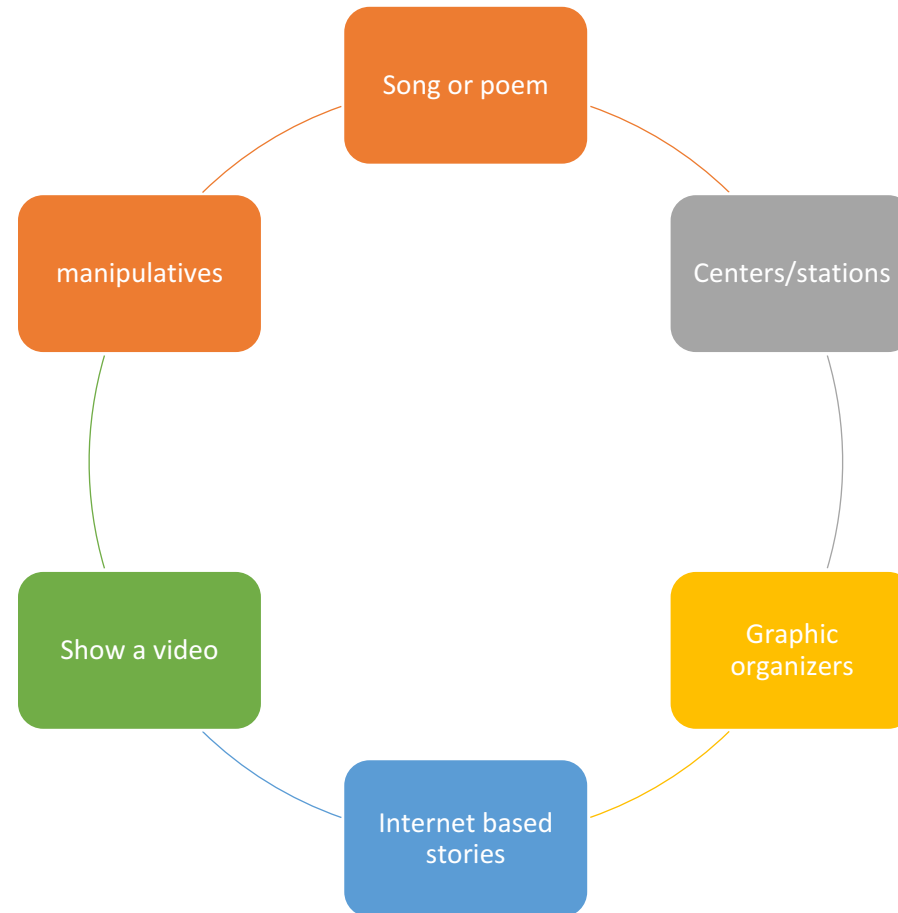 Song or poem
manipulatives
Centers/stations
Show a video
Graphic
organizers
Internet based
stories